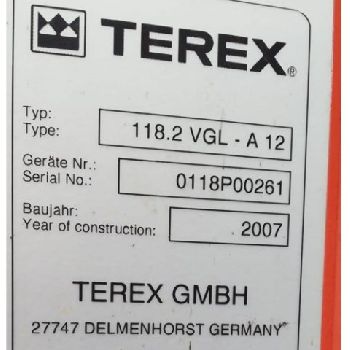 TEREX®
Typ:
Type: 118.2 VGL - A 12
Geräte Nr.:
Serial No.: 0118P00261
Baujahr:
Year of construction: 2007
TEREX GMBH
27747 DELMENHORST GERMANY